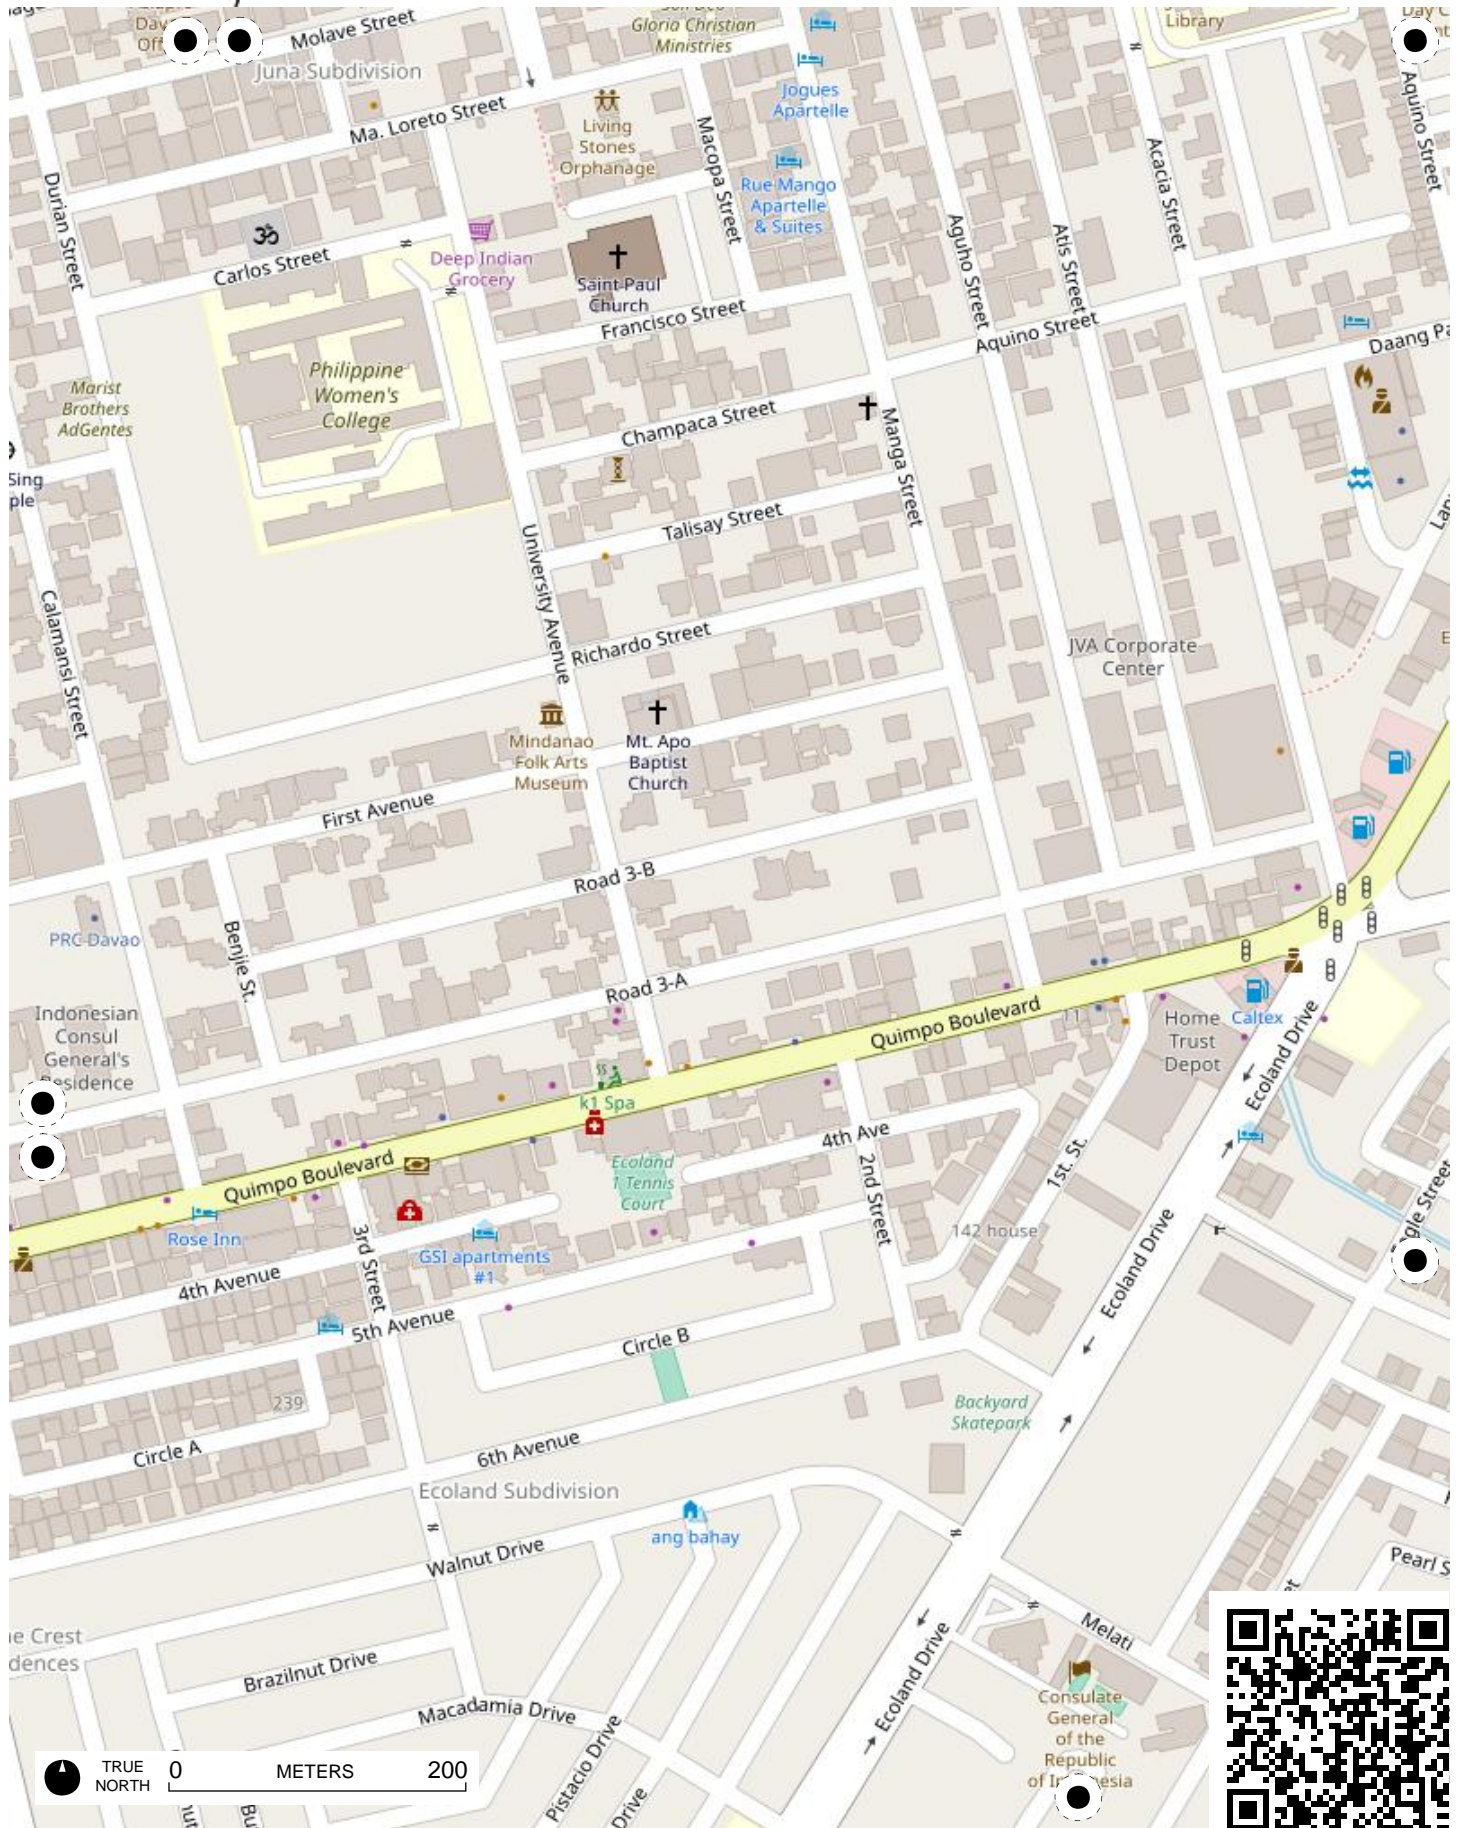 Molave Street
Juna Subdivision
Gloria Christian
Ministries
Library
Ma. Loreto Street
Living
Stones
Orphanage
Jogues
Apartelle
Macopa Street
Rue Mango
Apartelle
& Suites
Aquino Street
Acacia Street
Durian Street
Carlos Street
Deep Indian
Grocery
Saint Paul
Church
Francisco Street
Aguho Street
Atis Street
Aquino Street
Philippine
Women's
College
Marist
Brothers
AdGentes
Champaca Street
Manga Street
Sing
ple
Talisay Street
University Avenue
Calamansi Street
Richardo Street
JVA Corporate
Center
Mindanao
Folk Arts
Museum
Mt. Apo
Baptist
Church
First Avenue
Road 3-B
PRC Davao
Benjie St.
Road 3-A
Indonesian
Consul
General's
Residence
Quimpo Boulevard
11
Home
Trust
Depot
Caltex
Ecoland Drive
k1 Spa
4th Ave
Ecoland
1 Tennis
Court
2nd Street
1st. St.
Quimpo Boulevard
Rose Inn
3rd Street
GSI apartments
#1
142 house
Ecoland Drive
4th Avenue
5th Avenue
Circle B
239
Circle A
Backyard
Skatepark
6th Avenue
Ecoland Subdivision
Walnut Drive
ang bahay
Pearl S
Melati
e Crest
dences
Brazilnut Drive
Macadamia Drive
Ecoland Drive
Pistacio Drive
Drive
Consulate
General
of the
Republic
TRUE
NORTH
0 METERS 200